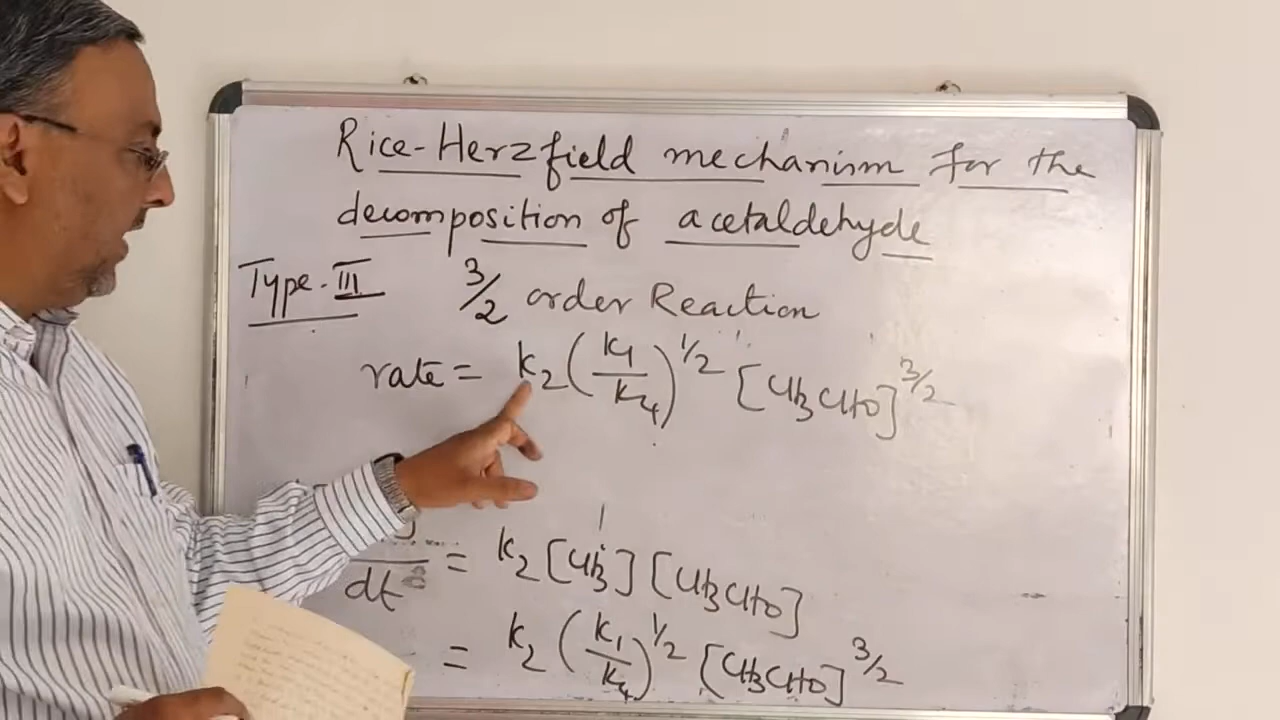 Rice-Herzfield mechanism for the
decomposition of acetaldehyde
Type-III 3/2 order Reaction
rate = k₂(k₁/k₄)^1/2 [CH₃CHO]^3/2
dt = k₂[CH₃][CH₃CHO]
= k₂(k₁/k₄)^1/2 [CH₃CHO]^3/2